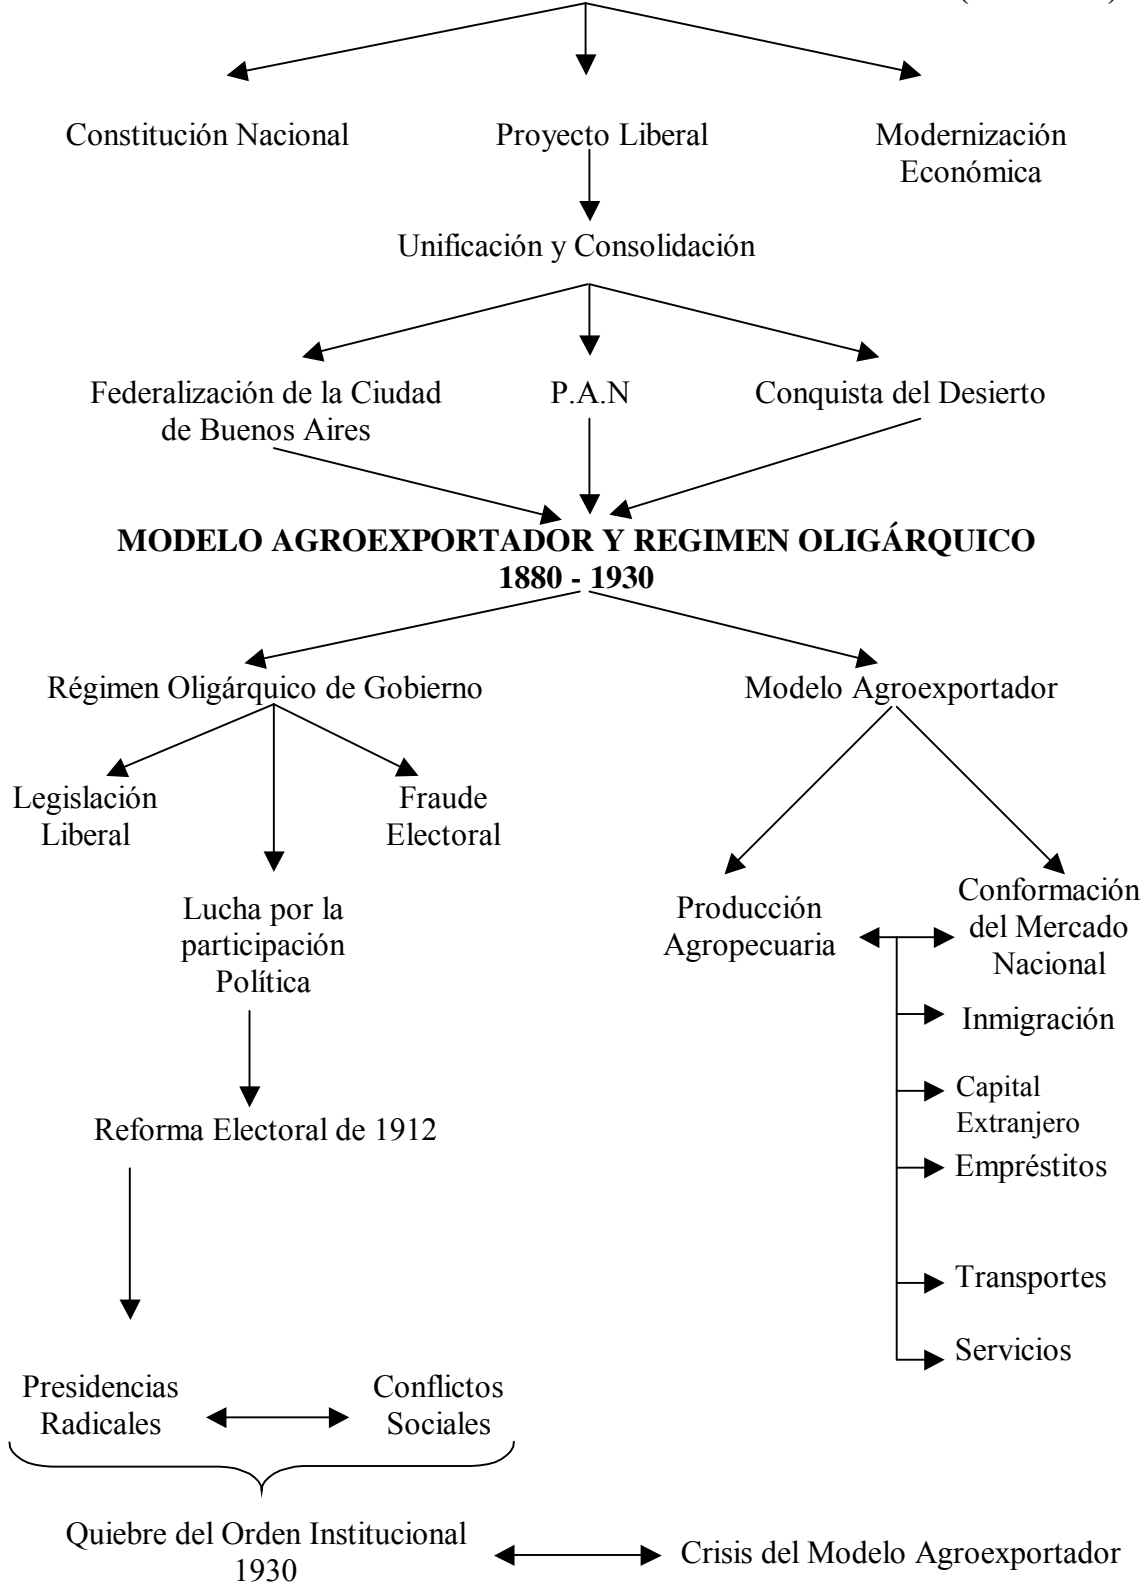 Constitución Nacional
Proyecto Liberal
Modernización
Económica
Unificación y Consolidación
Federalización de la Ciudad
de Buenos Aires
P.A.N
Conquista del Desierto
MODELO AGROEXPORTADOR Y REGIMEN OLIGÁRQUICO
1880 - 1930
Régimen Oligárquico de Gobierno
Modelo Agroexportador
Legislación
Liberal
Fraude
Electoral
Lucha por la
participación
Política
Producción
Agropecuaria
Conformación
del Mercado
Nacional
Inmigración
Capital
Extranjero
Empréstitos
Transportes
Servicios
Reforma Electoral de 1912
Presidencias
Radicales
Conflictos
Sociales
Quiebre del Orden Institucional
1930
Crisis del Modelo Agroexportador